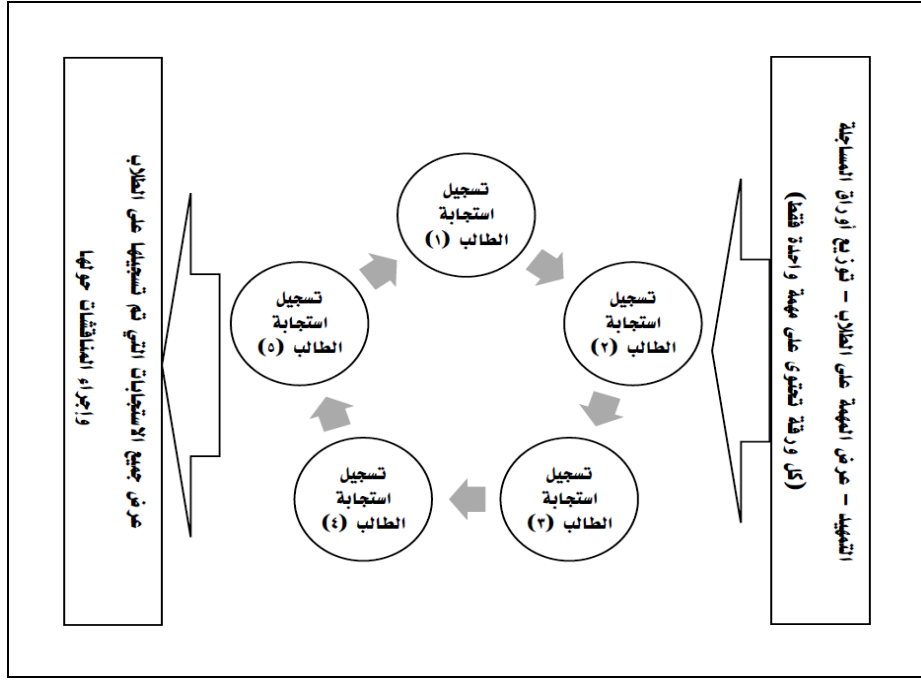 التمهيد – عرض المهمة على الطلاب – توزيع أوراق المساجلة
(كل ورقة تحتوى على مهمة واحدة فقط)
تسجيل
استجابة
الطالب (١)
تسجيل
استجابة
الطالب (٢)
تسجيل
استجابة
الطالب (٣)
تسجيل
استجابة
الطالب (٤)
تسجيل
استجابة
الطالب (٥)
عرض جميع الاستجابات التي تم تسجيلها على الطلاب
وإجراء المناقشات حولها